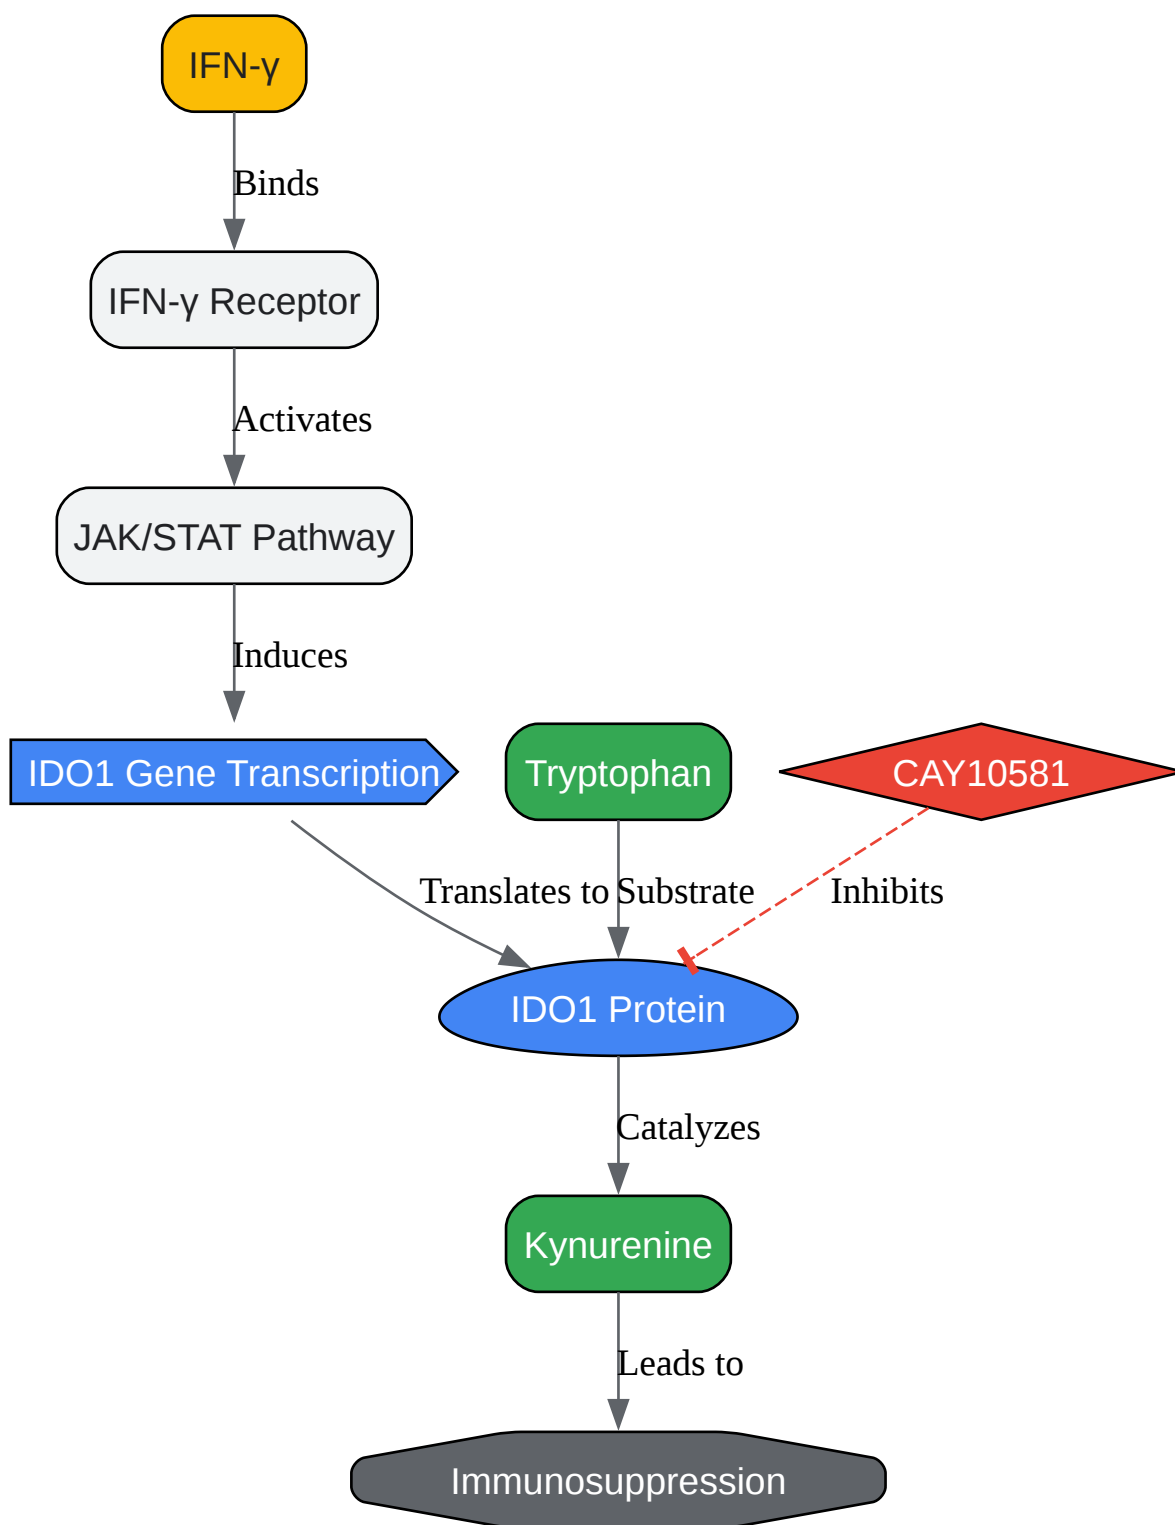 IFN-γ
Binds
IFN-γ Receptor
Activates
JAK/STAT Pathway
Induces
IDO1 Gene Transcription
Tryptophan
CAY10581
Translates to
Substrate
Inhibits
IDO1 Protein
Catalyzes
Kynurenine
Leads to
Immunosuppression